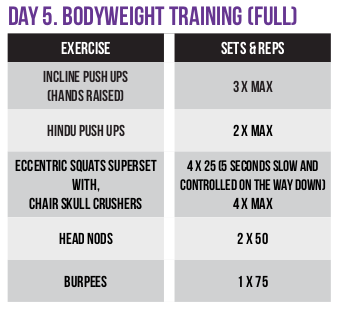 DAY 5. BODYWEIGHT TRAINING (FULL)
EXERCISE
SETS & REPS
INCLINE PUSH UPS
(HANDS RAISED)
3 X MAX
HINDU PUSH UPS
2 X MAX
ECCENTRIC SQUATS SUPERSET
WITH,
CHAIR SKULL CRUSHERS
4 X 25 (5 SECONDS SLOW AND
CONTROLLED ON THE WAY DOWN)
4 X MAX
HEAD NODS
2 X 50
BURPEES
1 X 75